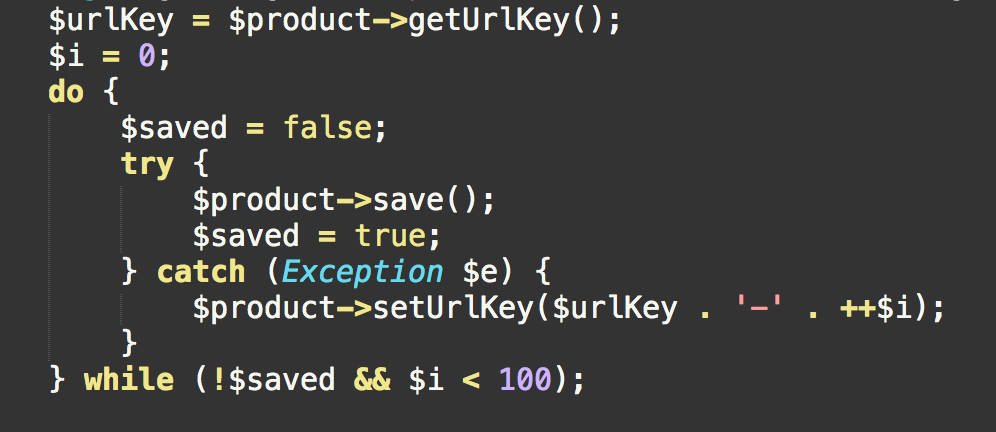 $urlKey = $product->getUrlKey();
$i = 0;
do {
    $saved = false;
    try {
        $product->save();
        $saved = true;
    } catch (Exception $e) {
        $product->setUrlKey($urlKey . '-' . ++$i);
    }
} while (!$saved && $i < 100);